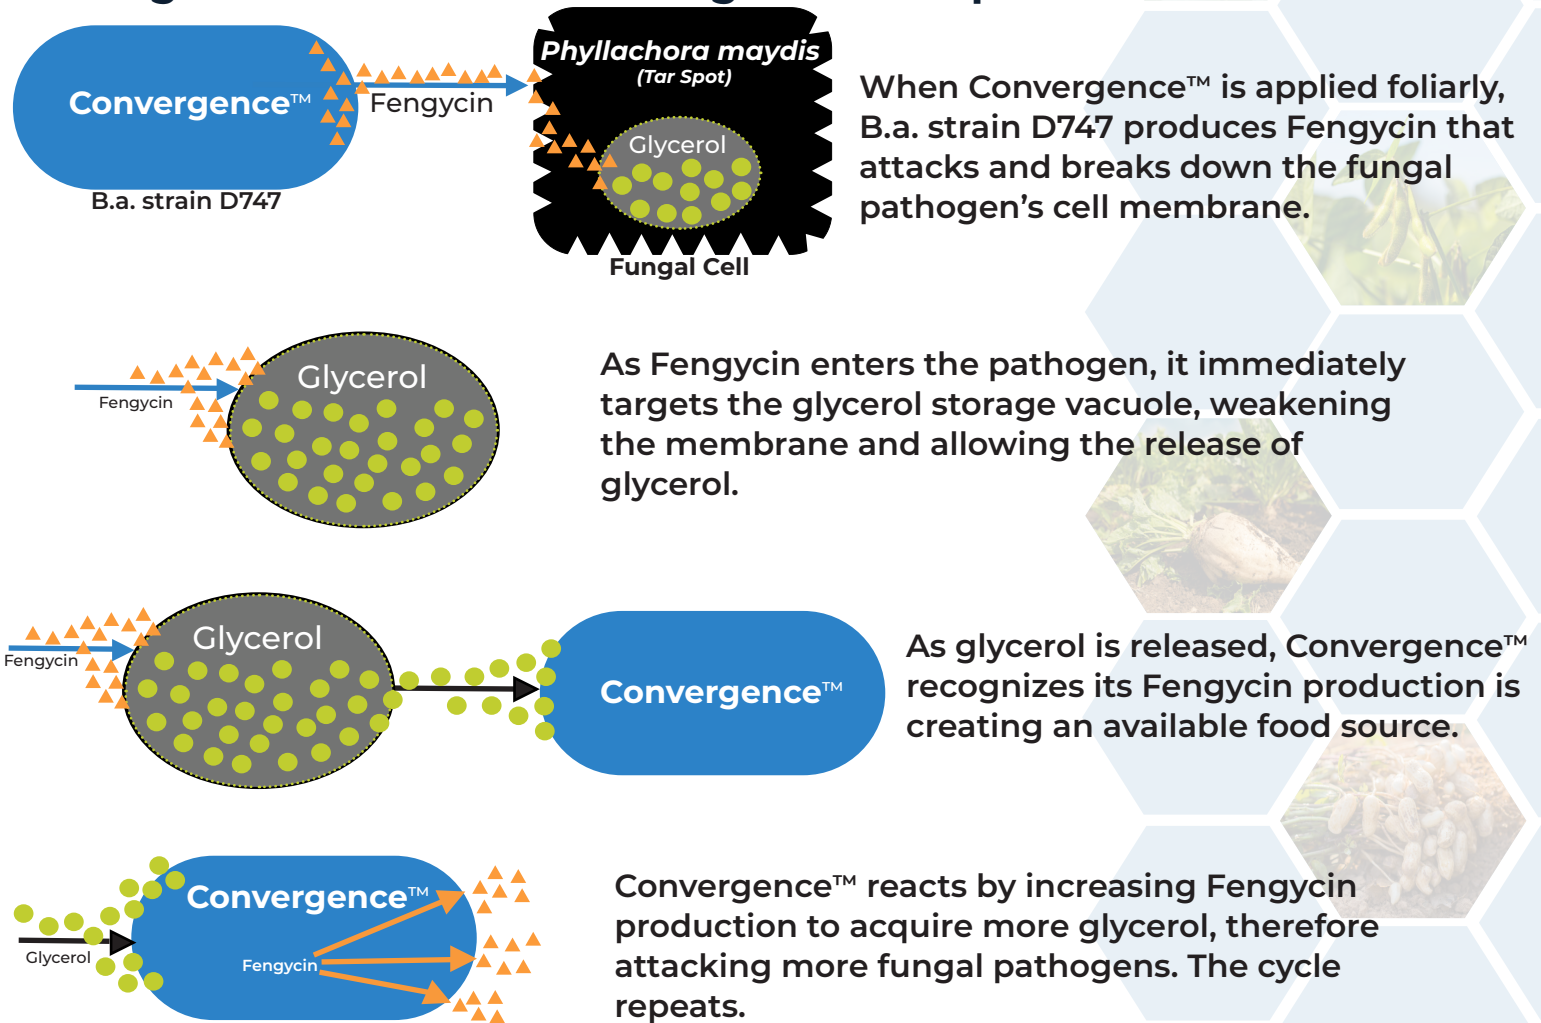 Convergence™
B.a. strain D747
Fengycin
Phyllachora maydis
(Tar Spot)
Glycerol
Fungal Cell
When Convergence™ is applied foliarly,
B.a. strain D747 produces Fengycin that
attacks and breaks down the fungal
pathogen’s cell membrane.
Fengycin
Glycerol
As Fengycin enters the pathogen, it immediately
targets the glycerol storage vacuole, weakening
the membrane and allowing the release of
glycerol.
Fengycin
Glycerol
Convergence™
As glycerol is released, Convergence™
recognizes its Fengycin production is
creating an available food source.
Glycerol
Convergence™
Fengycin
Convergence™ reacts by increasing Fengycin
production to acquire more glycerol, therefore
attacking more fungal pathogens. The cycle
repeats.